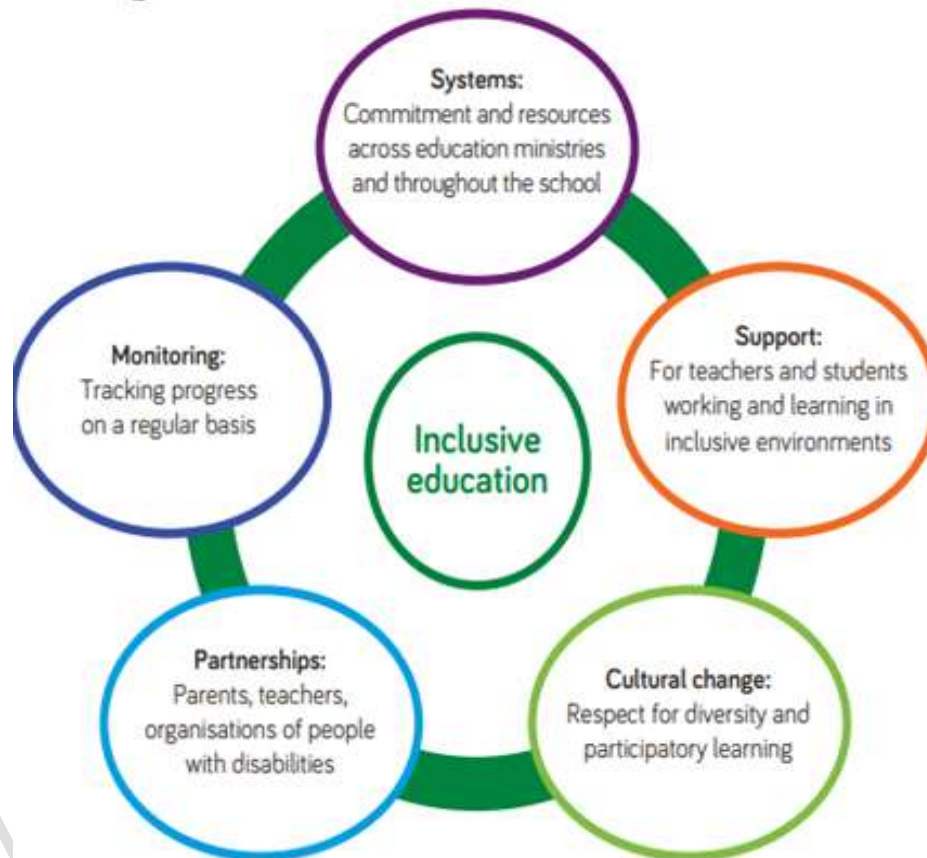 Systems:
Commitment and resources
across education ministries
and throughout the school
Support:
For teachers and students
working and learning in
inclusive environments
Cultural change:
Respect for diversity and
participatory learning
Partnerships:
Parents, teachers,
organisations of people
with disabilities
Monitoring:
Tracking progress
on a regular basis
Inclusive
education